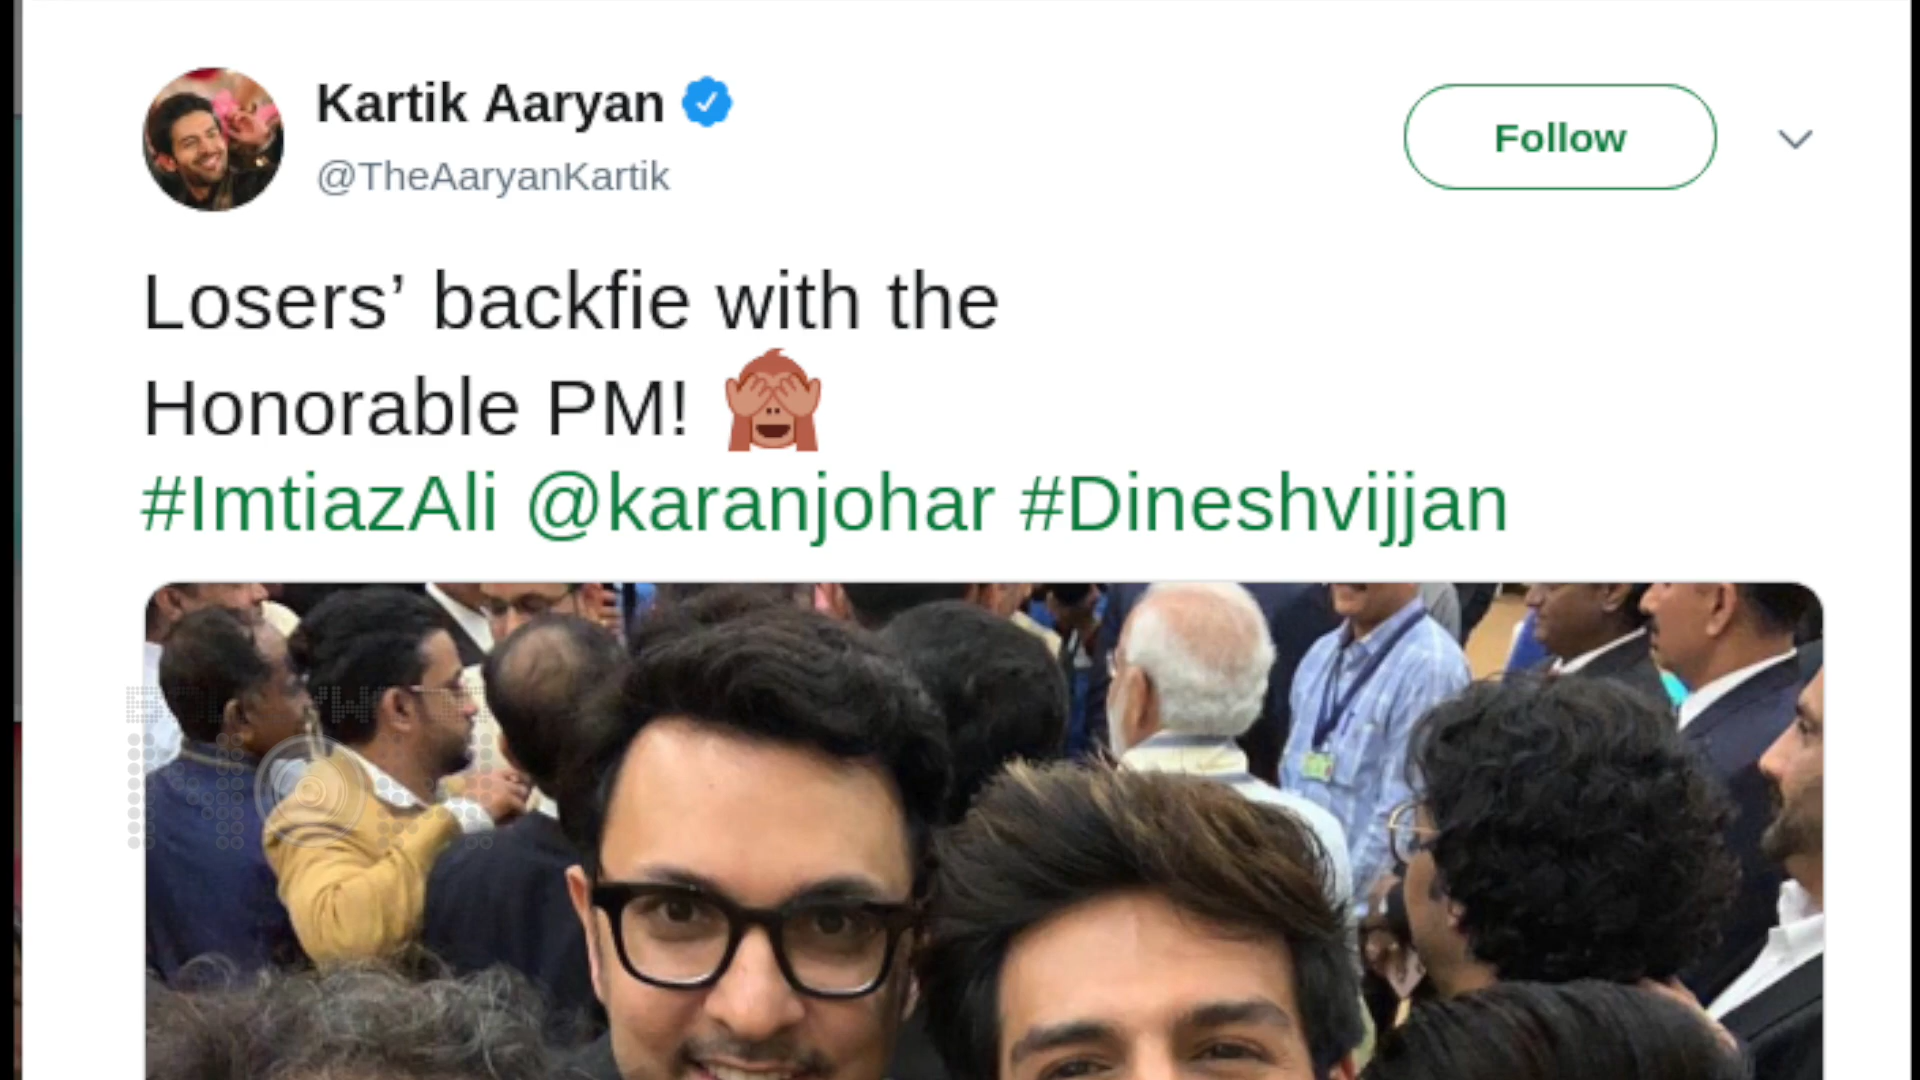 Kartik Aaryan
@TheAaryanKartik
Follow
Losers’ backfie with the
Honorable PM! 🙈
#ImtiazAli @karanjohar #Dineshvijjan